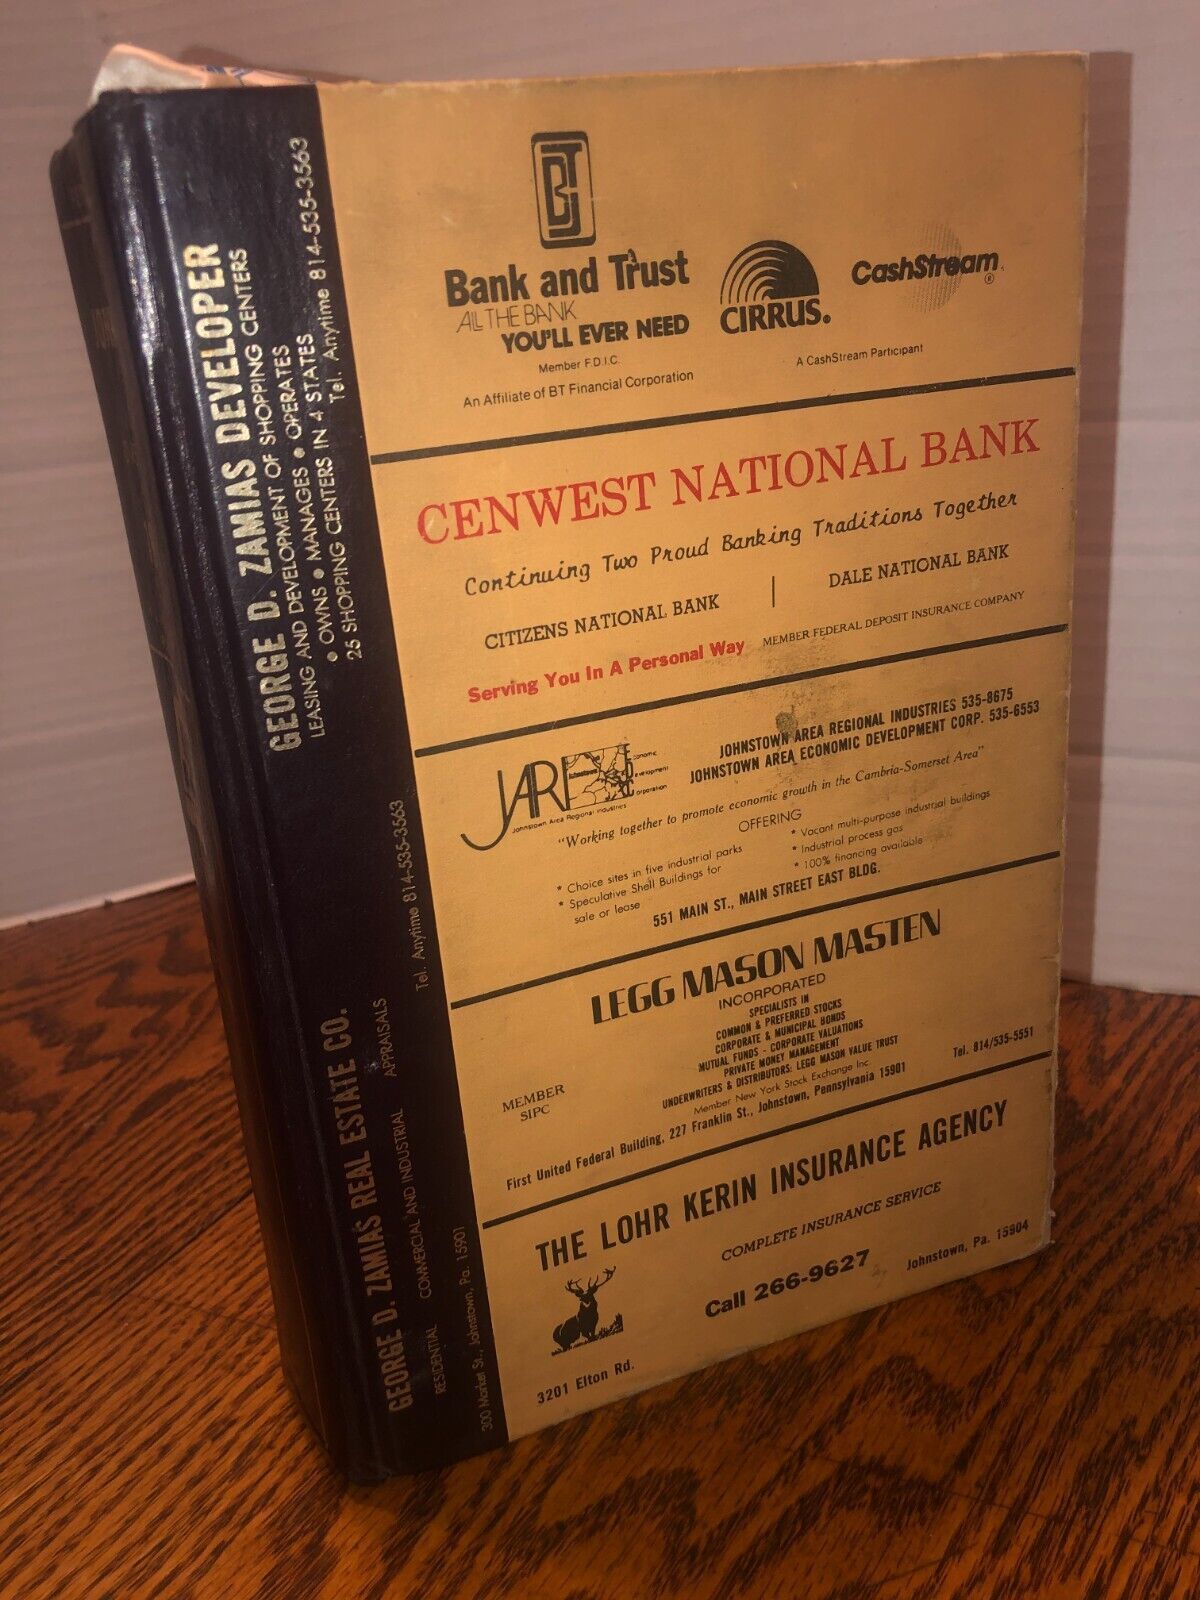 GEORGE D. ZAMIAS DEVELOPER
LEASING AND DEVELOPMENT OF SHOPPING CENTERS
• OWNS • MANAGES • OPERATES
25 SHOPPING CENTERS IN 4 STATES
Tel. Anytime 814-535-3563
GEORGE D. ZAMIAS REAL ESTATE CO.
RESIDENTIAL COMMERCIAL AND INDUSTRIAL APPRAISALS
300 Market St., Johnstown, Pa. 15901
Tel. Anytime 814-535-3563
BT
Bank and Trust
ALL THE BANK
YOU'LL EVER NEED
Member F.D.I.C.
An Affiliate of BT Financial Corporation
CIRRUS.
CashStream®
A CashStream Participant
CENWEST NATIONAL BANK
Continuing Two Proud Banking Traditions Together
CITIZENS NATIONAL BANK | DALE NATIONAL BANK
Serving You In A Personal Way MEMBER FEDERAL DEPOSIT INSURANCE COMPANY
JARI
Johnstown Area Regional Industries
Johnstown
Economic
Development
Corporation
JOHNSTOWN AREA REGIONAL INDUSTRIES 535-8675
JOHNSTOWN AREA ECONOMIC DEVELOPMENT CORP. 535-6553
"Working together to promote economic growth in the Cambria-Somerset Area"
OFFERING
* Choice sites in five industrial parks
* Speculative Shell Buildings for
sale or lease
* Vacant multi-purpose industrial buildings
* Industrial process gas
* 100% financing available
551 MAIN ST., MAIN STREET EAST BLDG.
LEGG MASON MASTEN
INCORPORATED
SPECIALISTS IN
COMMON & PREFERRED STOCKS
CORPORATE & MUNICIPAL BONDS
MUTUAL FUNDS - CORPORATE VALUATIONS
PRIVATE MONEY MANAGEMENT
UNDERWRITERS & DISTRIBUTORS: LEGG MASON VALUE TRUST
Member New York Stock Exchange Inc.
MEMBER
SIPC
Tel. 814/535-5551
First United Federal Building, 227 Franklin St., Johnstown, Pennsylvania 15901
THE LOHR KERIN INSURANCE AGENCY
COMPLETE INSURANCE SERVICE
Call 266-9627
3201 Elton Rd.
Johnstown, Pa. 15904